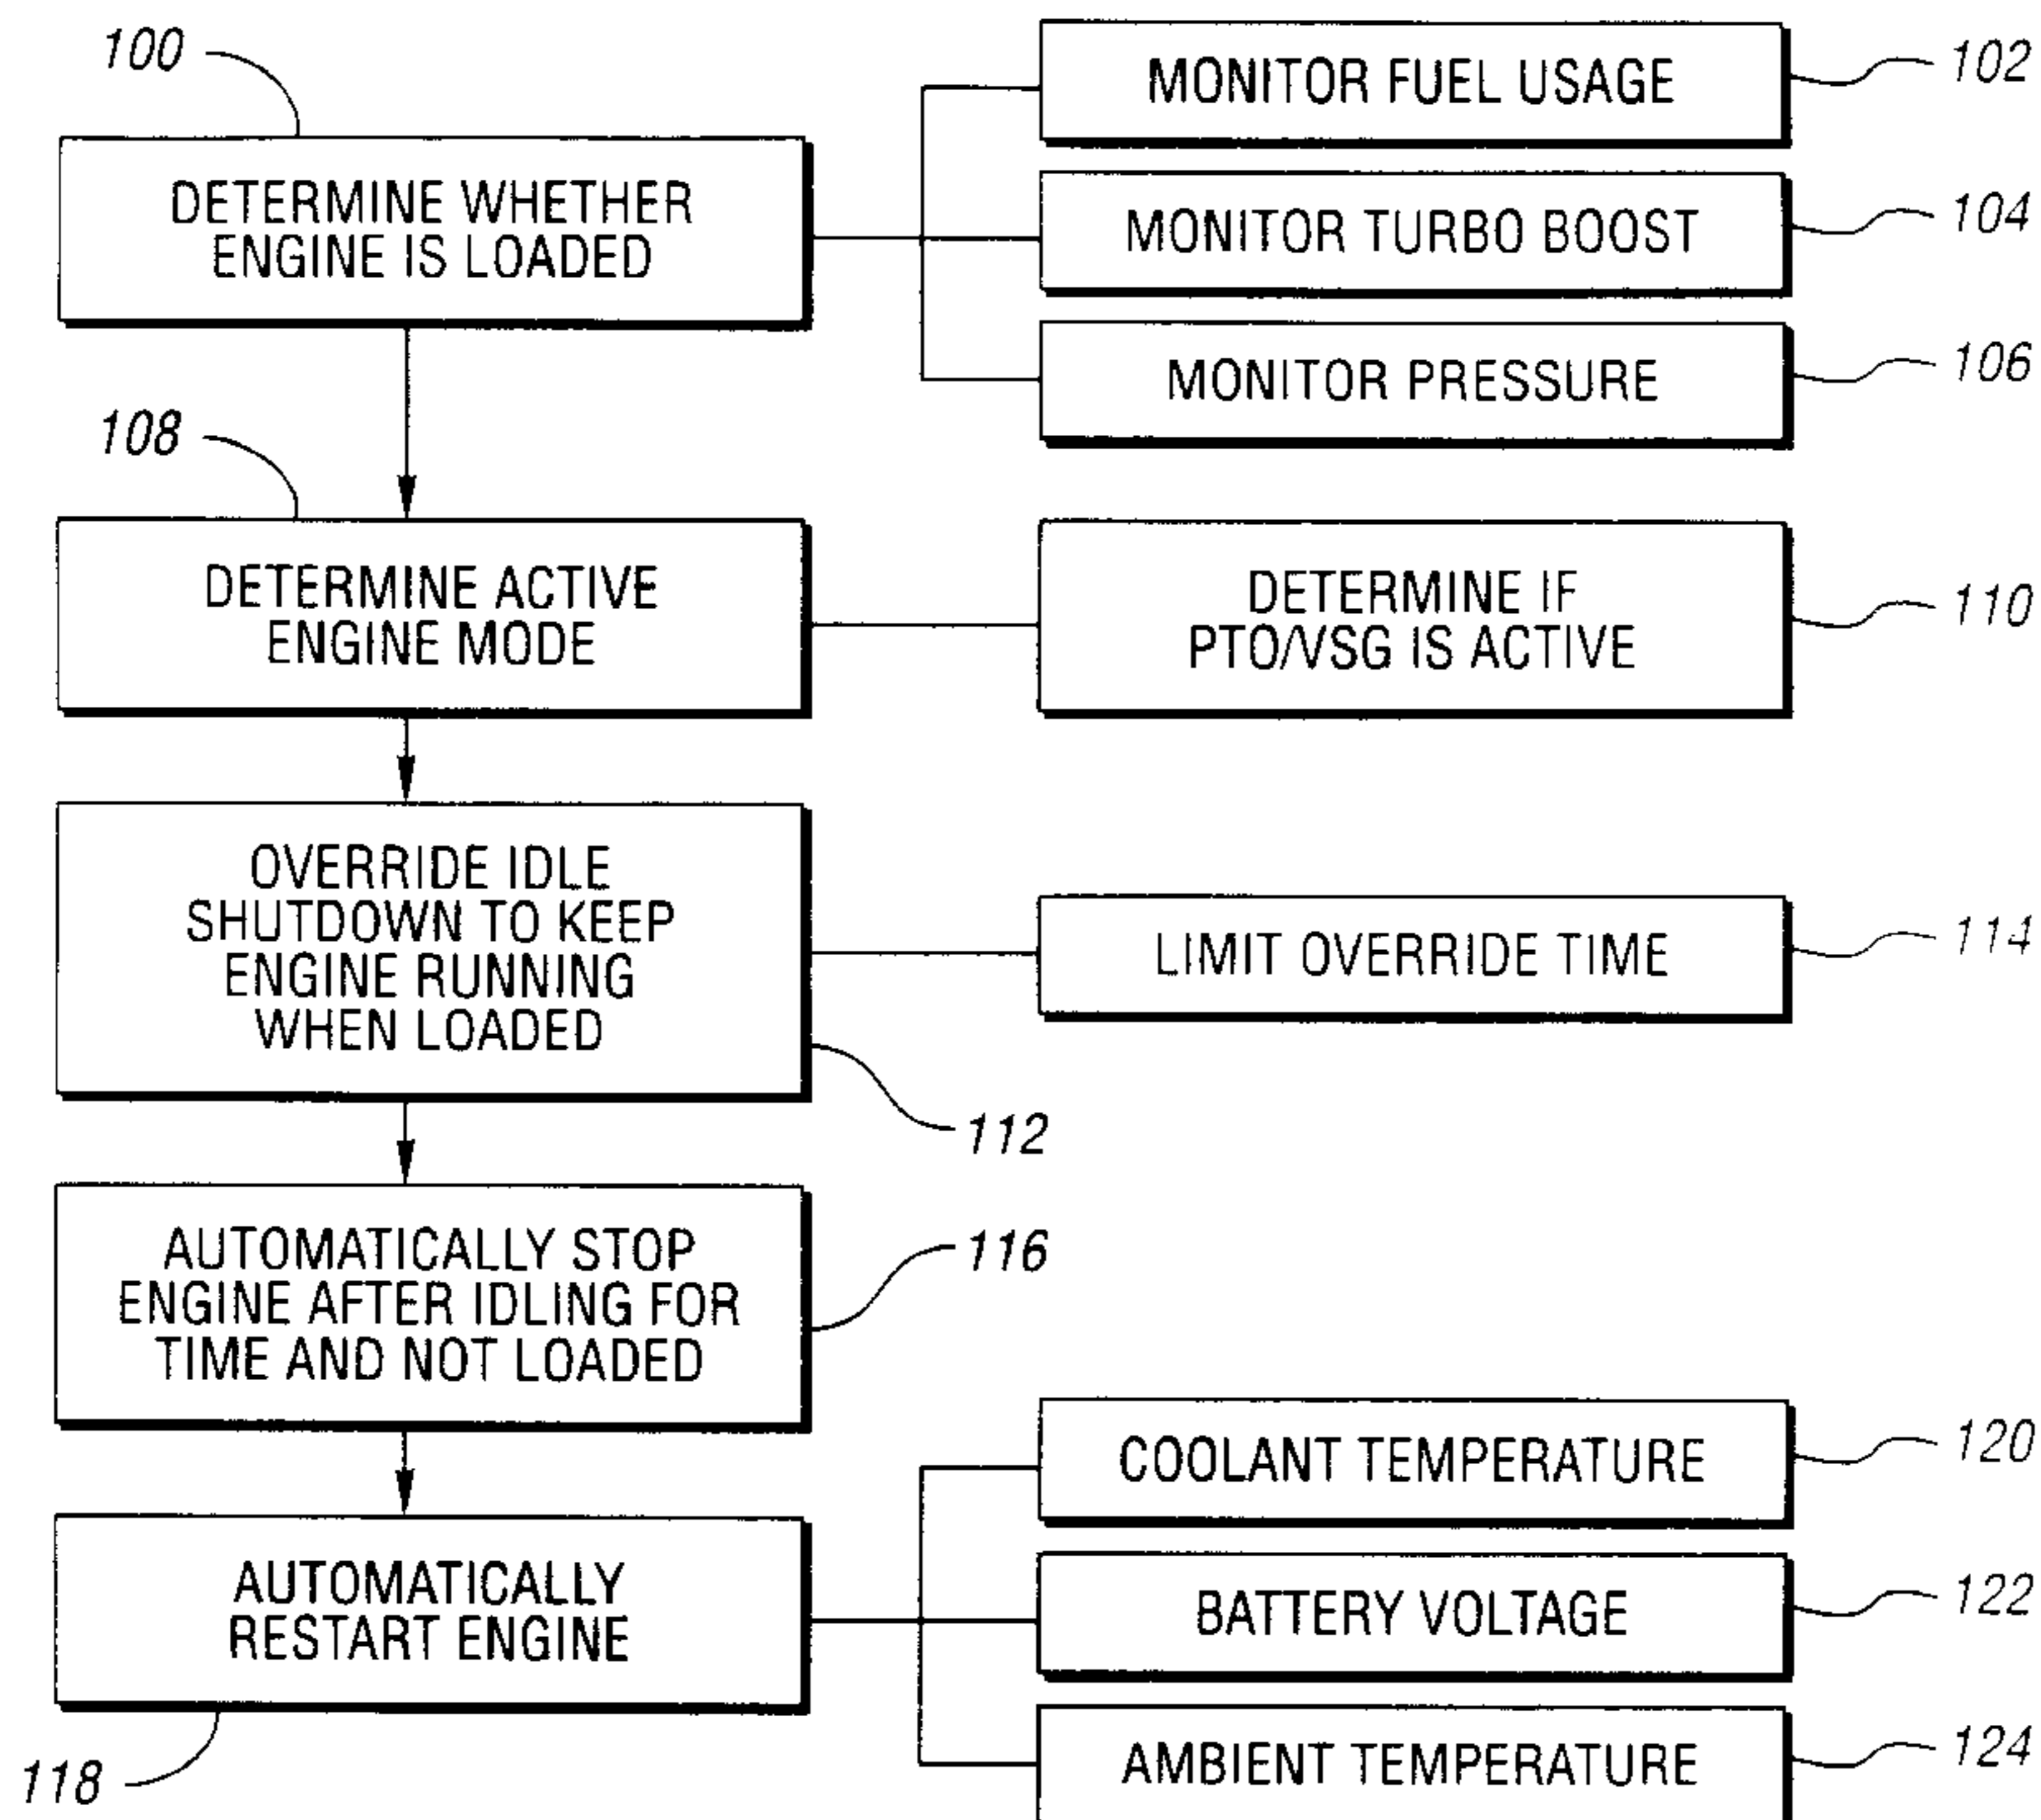 100
DETERMINE WHETHER
ENGINE IS LOADED
MONITOR FUEL USAGE
102
MONITOR TURBO BOOST
104
MONITOR PRESSURE
106
108
DETERMINE ACTIVE
ENGINE MODE
DETERMINE IF
PTO/VSG IS ACTIVE
110
OVERRIDE IDLE
SHUTDOWN TO KEEP
ENGINE RUNNING
WHEN LOADED
112
LIMIT OVERRIDE TIME
114
AUTOMATICALLY STOP
ENGINE AFTER IDLING FOR
TIME AND NOT LOADED
116
AUTOMATICALLY
RESTART ENGINE
118
COOLANT TEMPERATURE
120
BATTERY VOLTAGE
122
AMBIENT TEMPERATURE
124